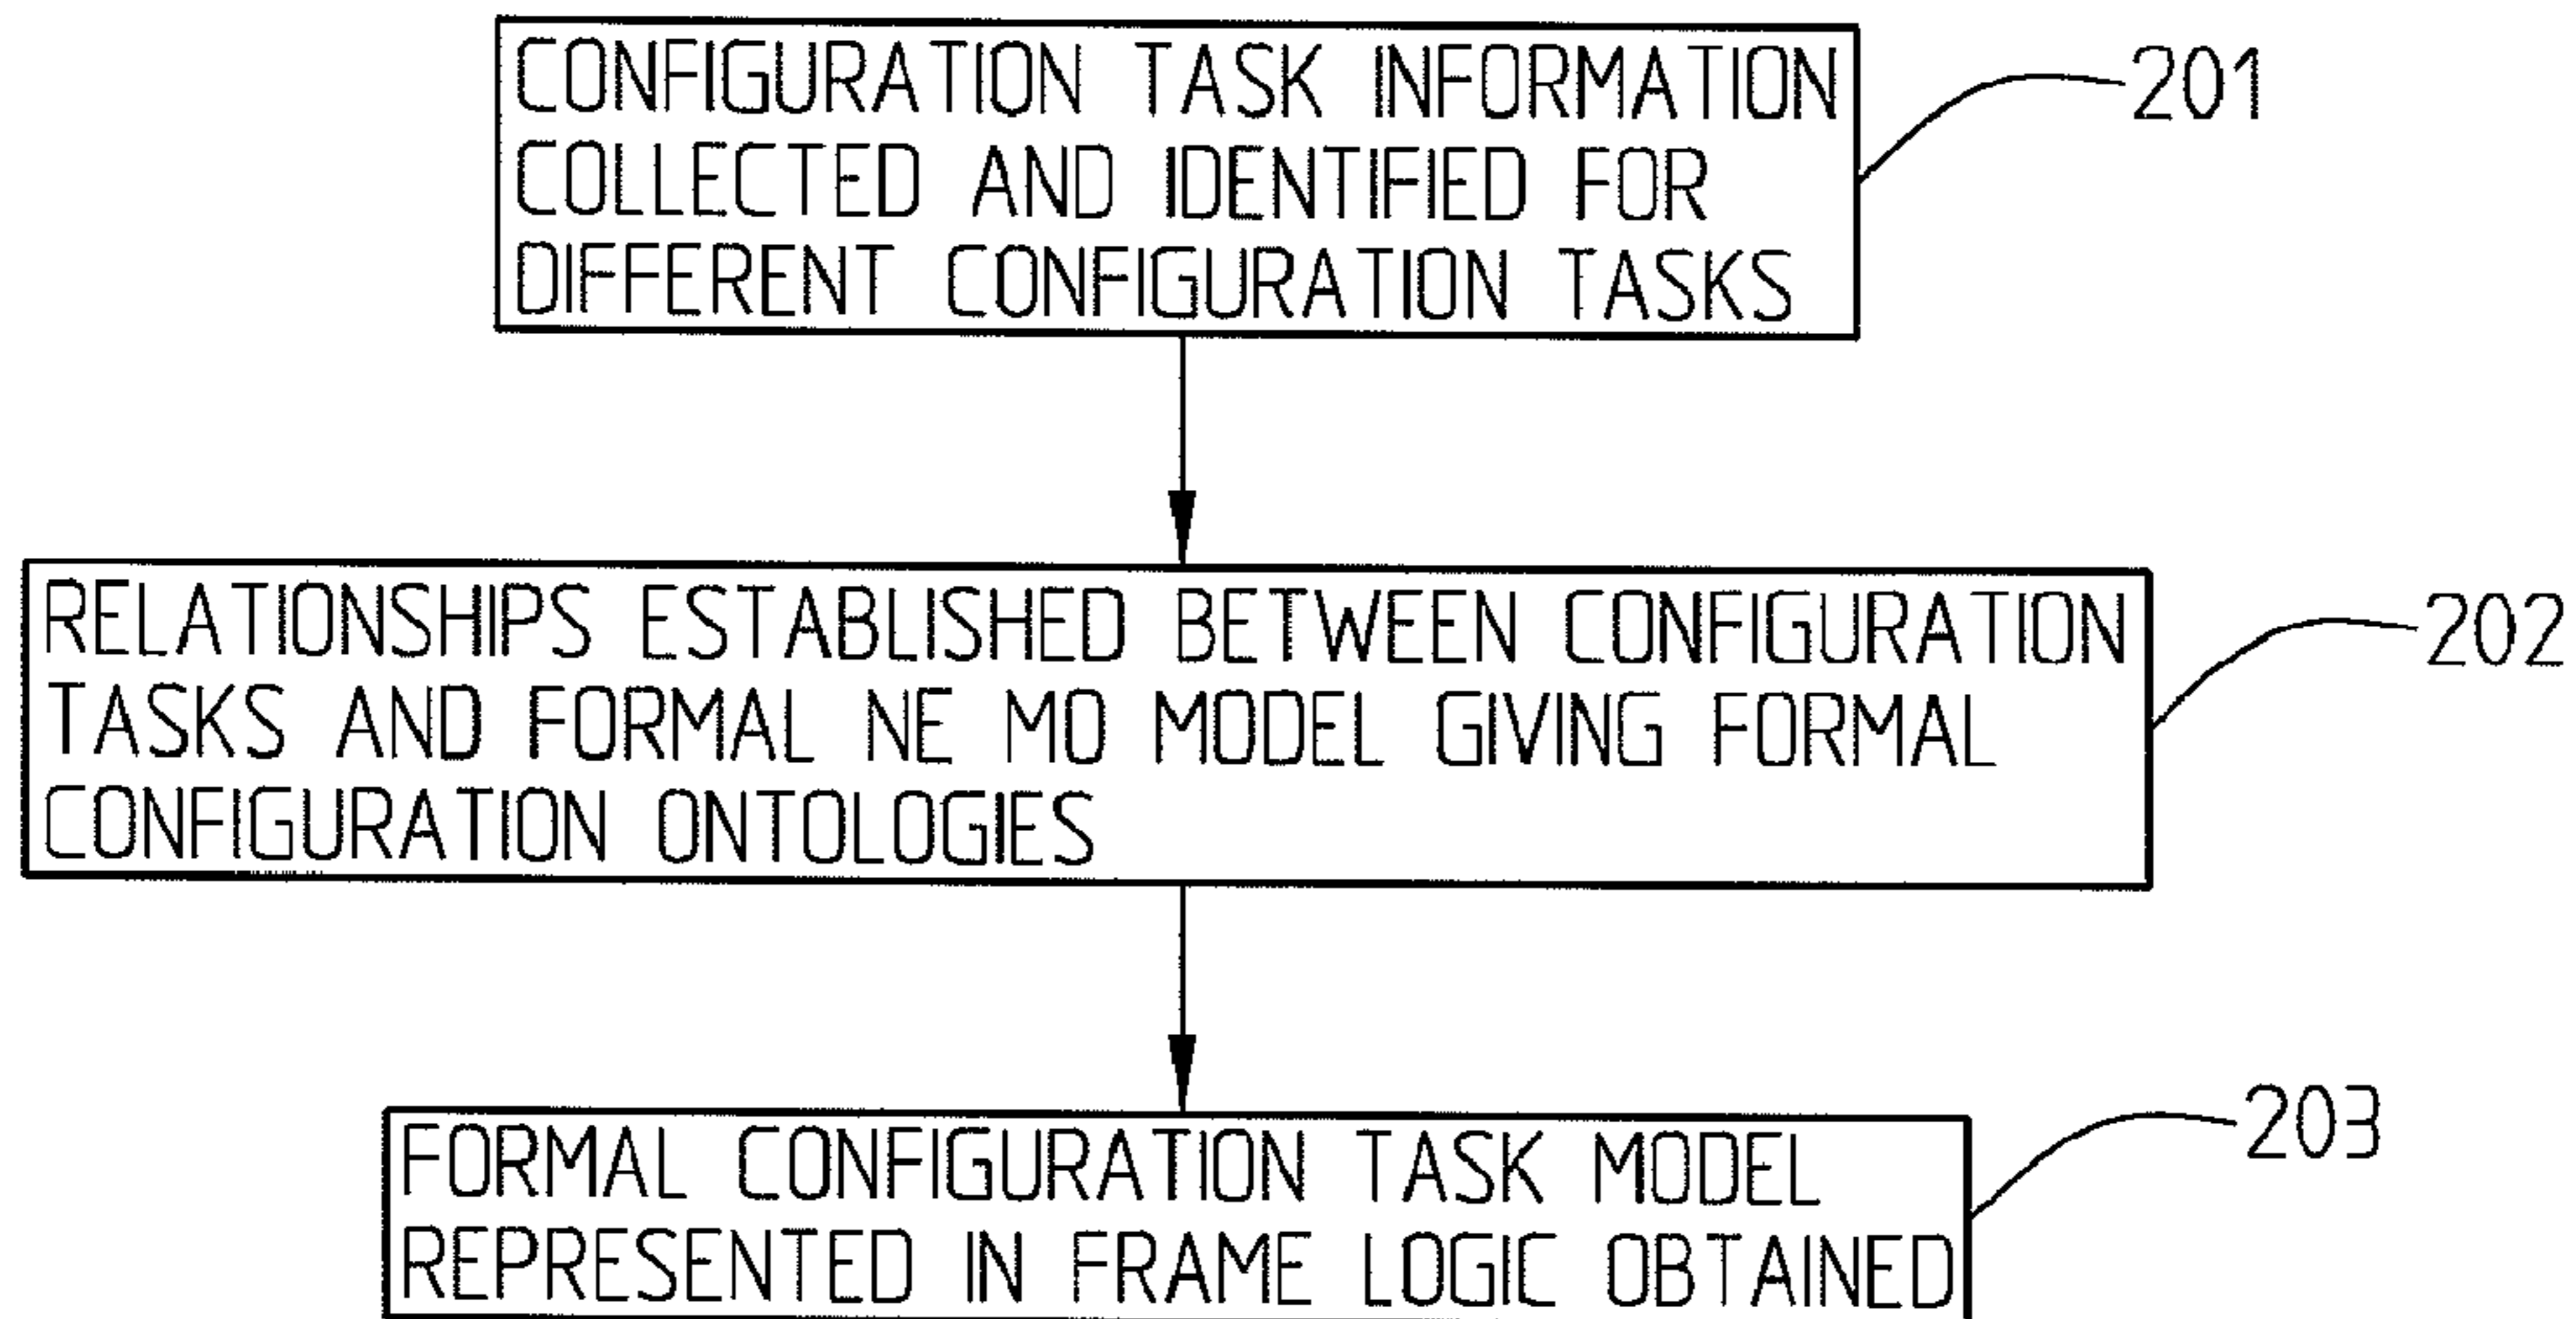 CONFIGURATION TASK INFORMATION
COLLECTED AND IDENTIFIED FOR
DIFFERENT CONFIGURATION TASKS
201
RELATIONSHIPS ESTABLISHED BETWEEN CONFIGURATION
TASKS AND FORMAL NE MO MODEL GIVING FORMAL
CONFIGURATION ONTOLOGIES
202
FORMAL CONFIGURATION TASK MODEL
REPRESENTED IN FRAME LOGIC OBTAINED
203